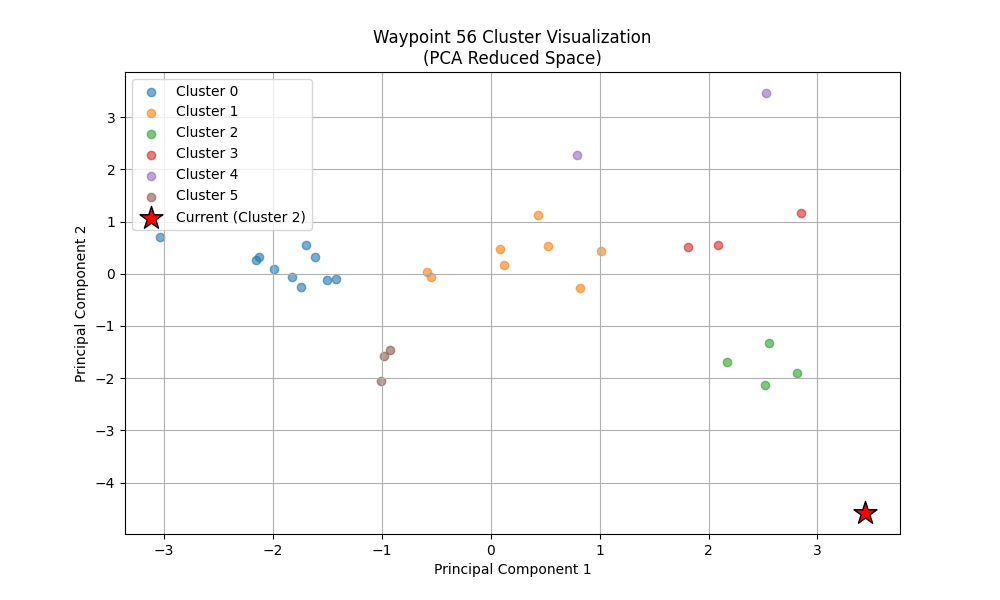 Waypoint 56 Cluster Visualization
(PCA Reduced Space)
Cluster 0
Cluster 1
Cluster 2
Cluster 3
Cluster 4
Cluster 5
Current (Cluster 2)
Principal Component 2
3
2
1
0
−1
−2
−3
−4
−3
−2
−1
0
1
2
3
Principal Component 1